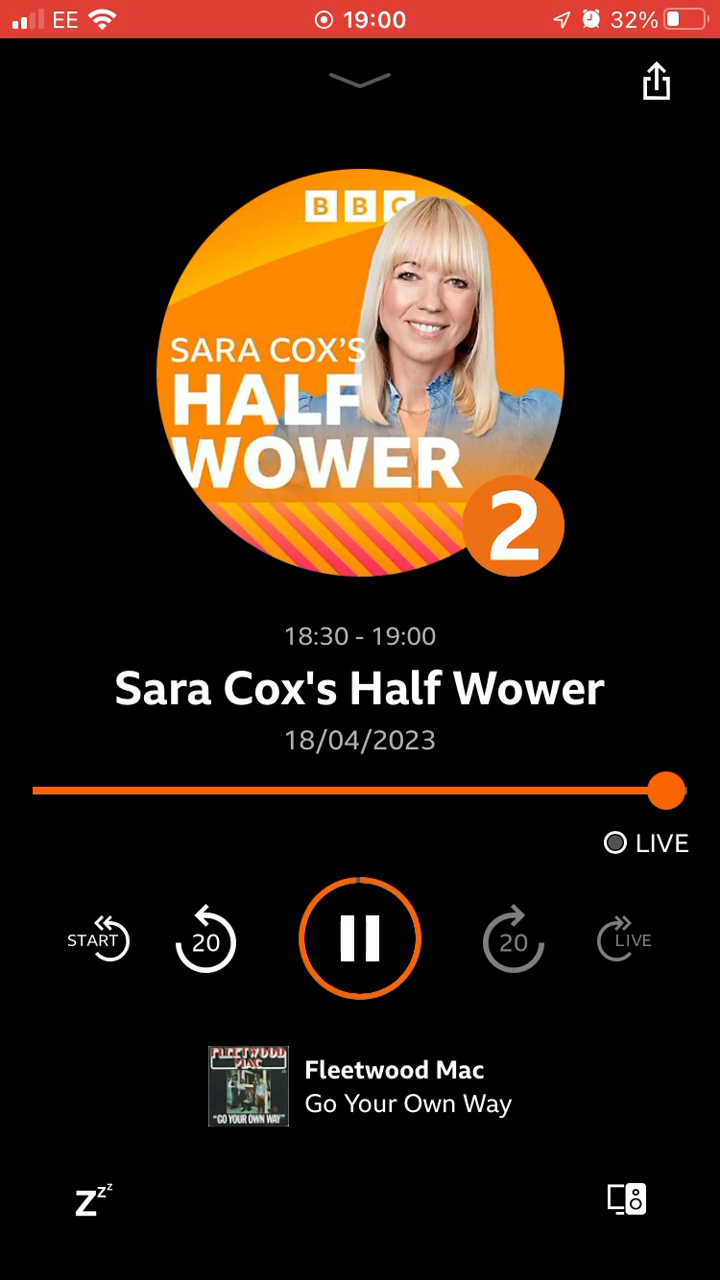 EE 19:00 32%
BBC
SARA COX'S
HALF
WOWER
2
18:30 - 19:00
Sara Cox's Half Wower
18/04/2023
LIVE
START 20 20 LIVE
FLEETWOOD
MAC
"GO YOUR OWN WAY"
Fleetwood Mac
Go Your Own Way
Zzz